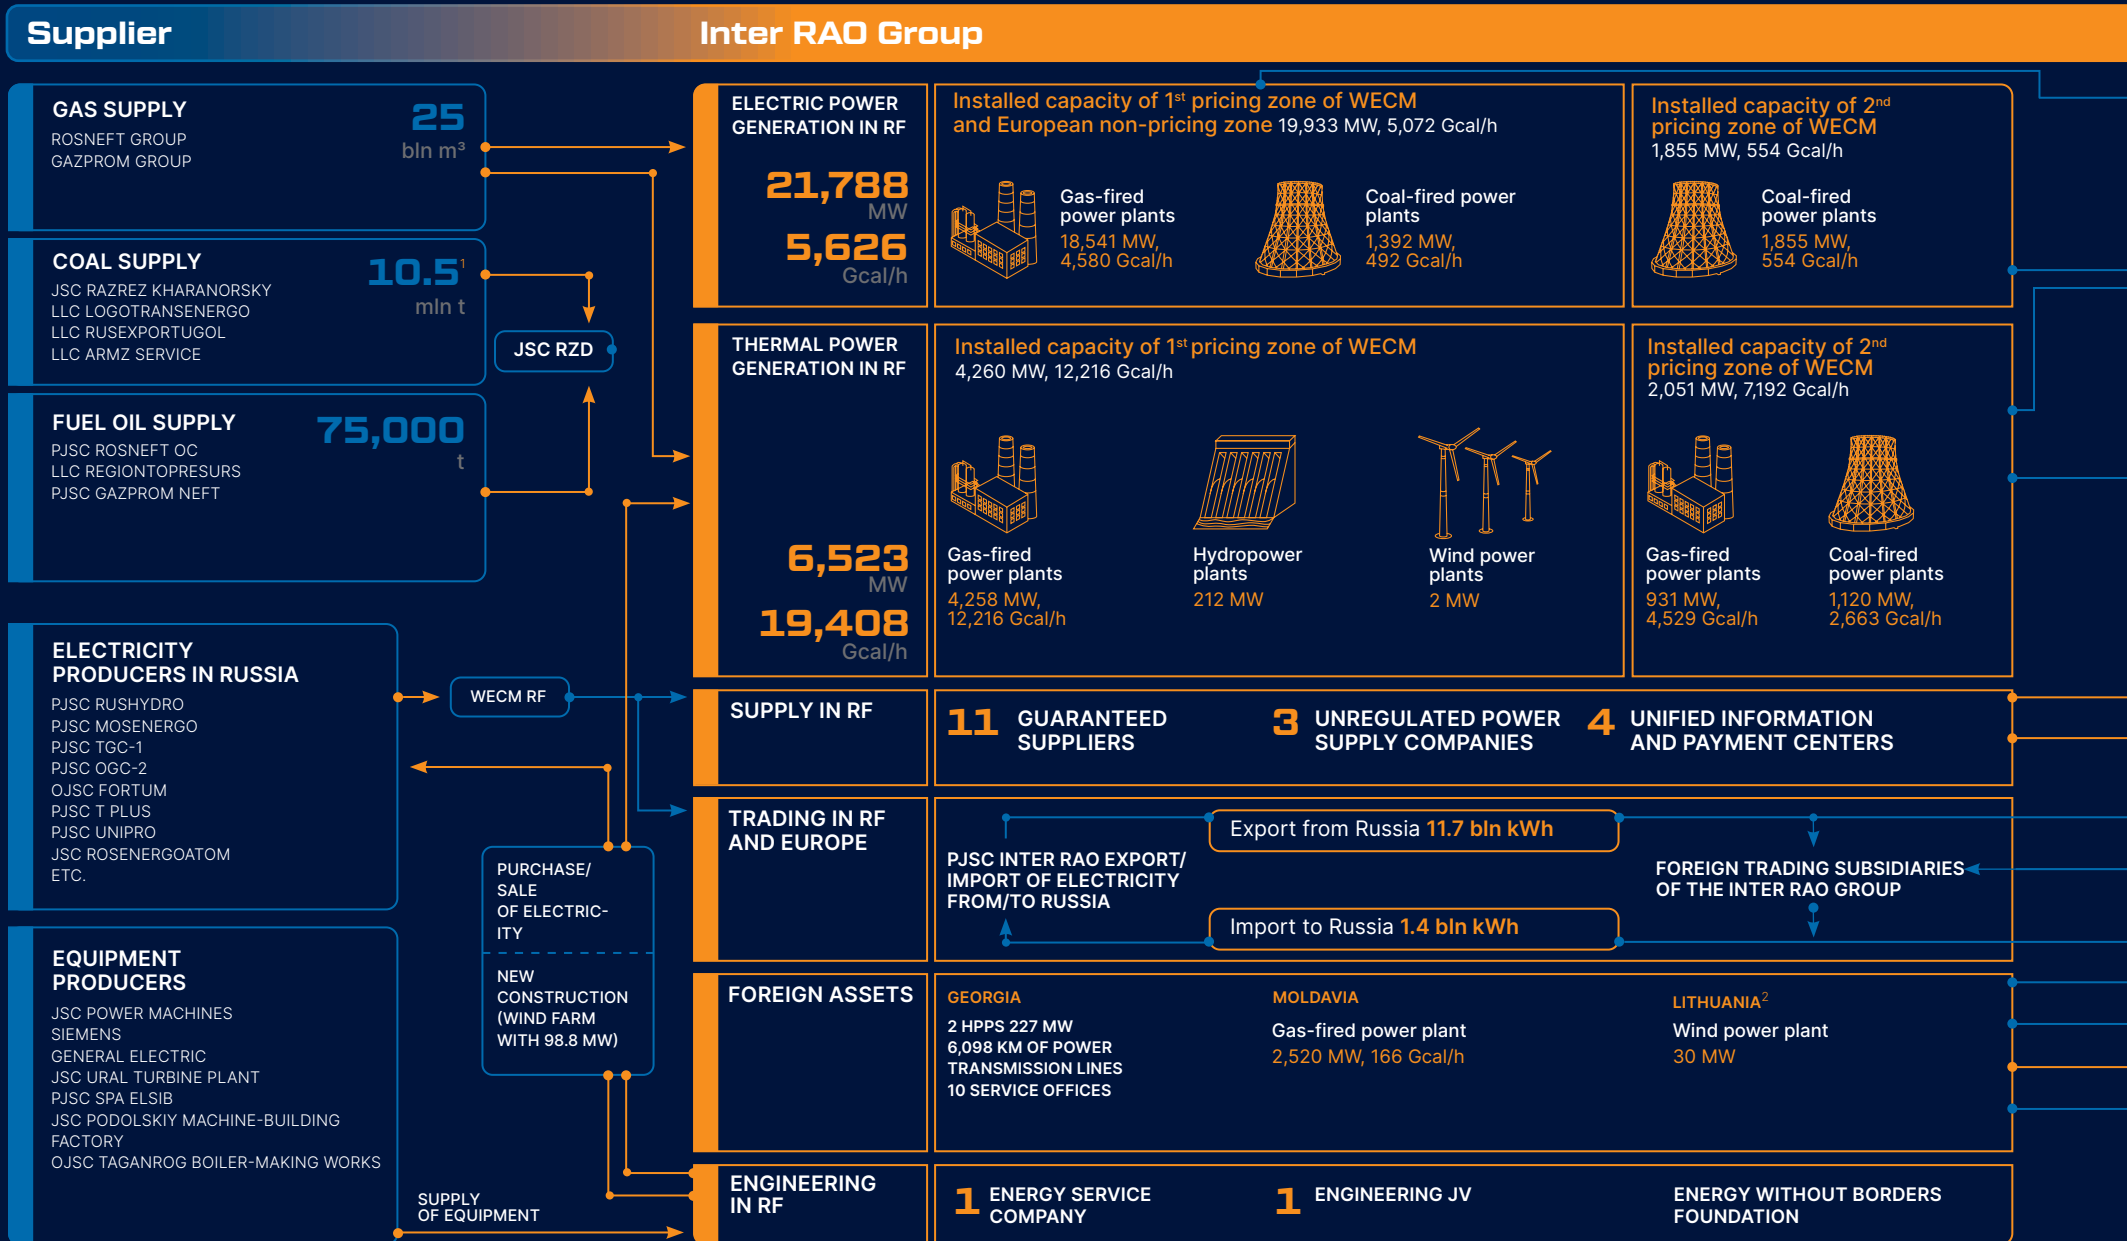 Supplier
Inter RAO Group
GAS SUPPLY
ROSNEFT GROUP
GAZPROM GROUP
25
bln m³
COAL SUPPLY
JSC RAZREZ KHARANORSKY
LLC LOGOTRANSENERGO
LLC RUSEXPORTUGOL
LLC ARMZ SERVICE
10.5¹
mln t
JSC RZD
FUEL OIL SUPPLY
PJSC ROSNEFT OC
LLC REGIONTOPRESURS
PJSC GAZPROM NEFT
75,000
t
ELECTRICITY
PRODUCERS IN RUSSIA
PJSC RUSHYDRO
PJSC MOSENERGO
PJSC TGC-1
PJSC OGC-2
OJSC FORTUM
PJSC T PLUS
PJSC UNIPRO
JSC ROSENERGOATOM
ETC.
WECM RF
PURCHASE/
SALE
OF ELECTRIC-
ITY
NEW
CONSTRUCTION
(WIND FARM
WITH 98.8 MW)
EQUIPMENT
PRODUCERS
JSC POWER MACHINES
SIEMENS
GENERAL ELECTRIC
JSC URAL TURBINE PLANT
PJSC SPA ELSIB
JSC PODOLSKIY MACHINE-BUILDING
FACTORY
OJSC TAGANROG BOILER-MAKING WORKS
SUPPLY
OF EQUIPMENT
ELECTRIC POWER
GENERATION IN RF
21,788
MW
5,626
Gcal/h
Installed capacity of 1st pricing zone of WECM
and European non-pricing zone 19,933 MW, 5,072 Gcal/h
Gas-fired
power plants
18,541 MW,
4,580 Gcal/h
Coal-fired power
plants
1,392 MW,
492 Gcal/h
Installed capacity of 2nd
pricing zone of WECM
1,855 MW, 554 Gcal/h
Coal-fired
power plants
1,855 MW,
554 Gcal/h
THERMAL POWER
GENERATION IN RF
6,523
MW
19,408
Gcal/h
Installed capacity of 1st pricing zone of WECM
4,260 MW, 12,216 Gcal/h
Gas-fired
power plants
4,258 MW,
12,216 Gcal/h
Hydropower
plants
212 MW
Wind power
plants
2 MW
Installed capacity of 2nd
pricing zone of WECM
2,051 MW, 7,192 Gcal/h
Gas-fired
power plants
931 MW,
4,529 Gcal/h
Coal-fired
power plants
1,120 MW,
2,663 Gcal/h
SUPPLY IN RF
11 GUARANTEED
SUPPLIERS
3 UNREGULATED POWER
SUPPLY COMPANIES
4 UNIFIED INFORMATION
AND PAYMENT CENTERS
TRADING IN RF
AND EUROPE
PJSC INTER RAO EXPORT/
IMPORT OF ELECTRICITY
FROM/TO RUSSIA
Export from Russia 11.7 bln kWh
Import to Russia 1.4 bln kWh
FOREIGN TRADING SUBSIDIARIES
OF THE INTER RAO GROUP
FOREIGN ASSETS
GEORGIA
2 HPPS 227 MW
6,098 KM OF POWER
TRANSMISSION LINES
10 SERVICE OFFICES
MOLDAVIA
Gas-fired power plant
2,520 MW, 166 Gcal/h
LITHUANIA²
Wind power plant
30 MW
ENGINEERING
IN RF
1 ENERGY SERVICE
COMPANY
1 ENGINEERING JV
ENERGY WITHOUT BORDERS
FOUNDATION